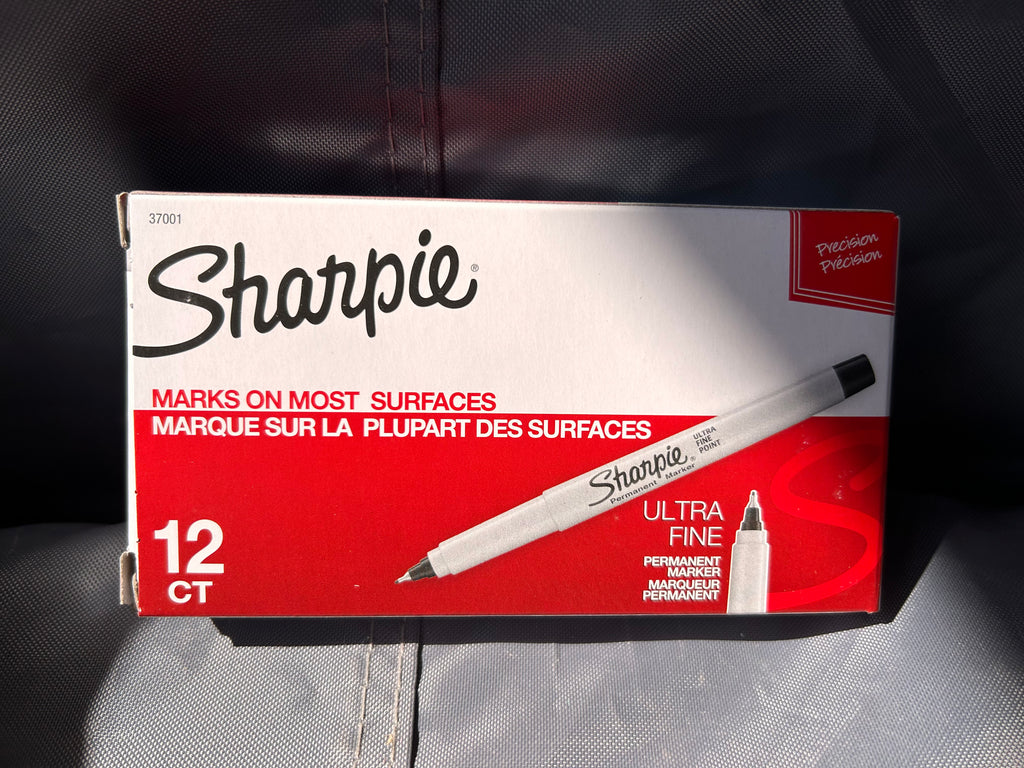 37001
Sharpie®
Precision
Précision
MARKS ON MOST SURFACES
MARQUE SUR LA PLUPART DES SURFACES
Sharpie®
Permanent Marker
ULTRA
FINE
POINT
12
CT
ULTRA
FINE
PERMANENT
MARKER
MARQUEUR
PERMANENT